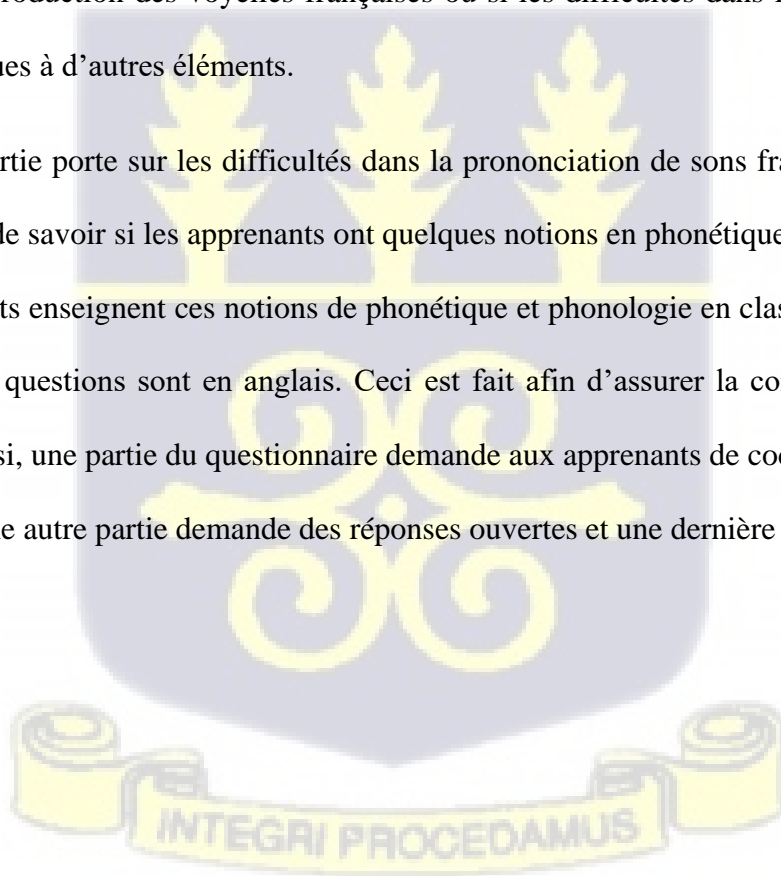 roduction des voyelles françaises ou si les difficultés dans
ues à d'autres éléments.
rtie porte sur les difficultés dans la prononciation de sons fra
de savoir si les apprenants ont quelques notions en phonétique
ts enseignent ces notions de phonétique et phonologie en clas
questions sont en anglais. Ceci est fait afin d'assurer la co
si, une partie du questionnaire demande aux apprenants de co
e autre partie demande des réponses ouvertes et une dernière
INTEGRI PROCEDAMUS